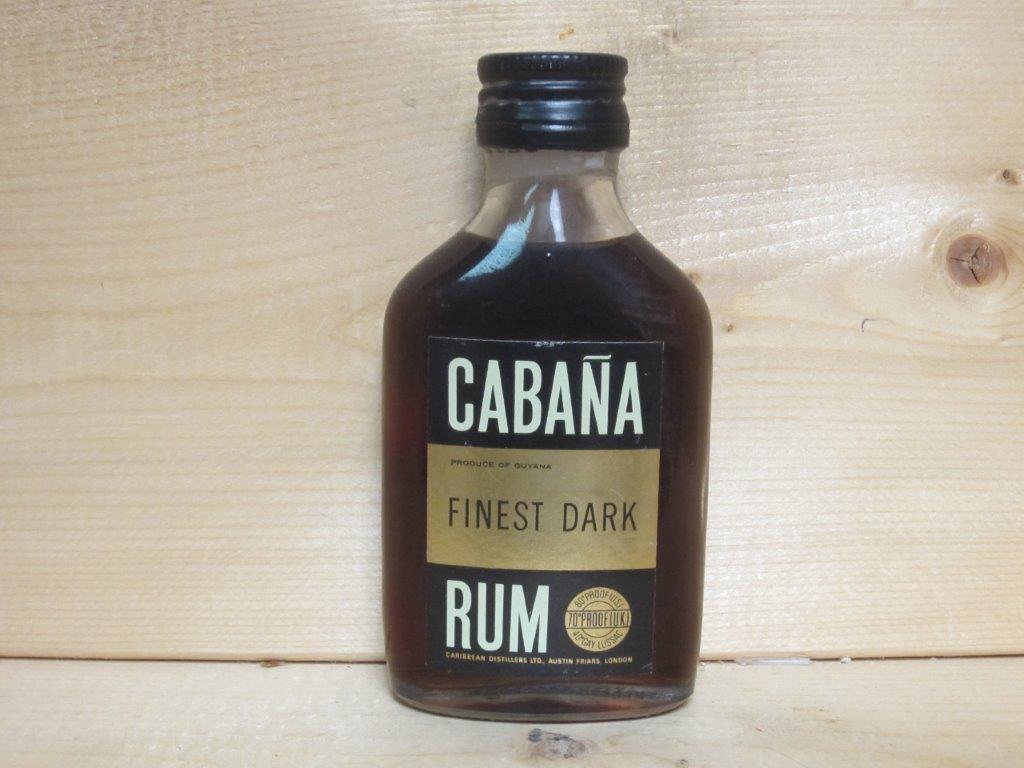 CABAÑA
PRODUCE OF GUYANA
FINEST DARK
RUM
80°PROOF(U.S)
70°PROOF(U.K)
40°GAY LUSSAC
CARIBBEAN DISTILLERS LTD., AUSTIN FRIARS, LONDON